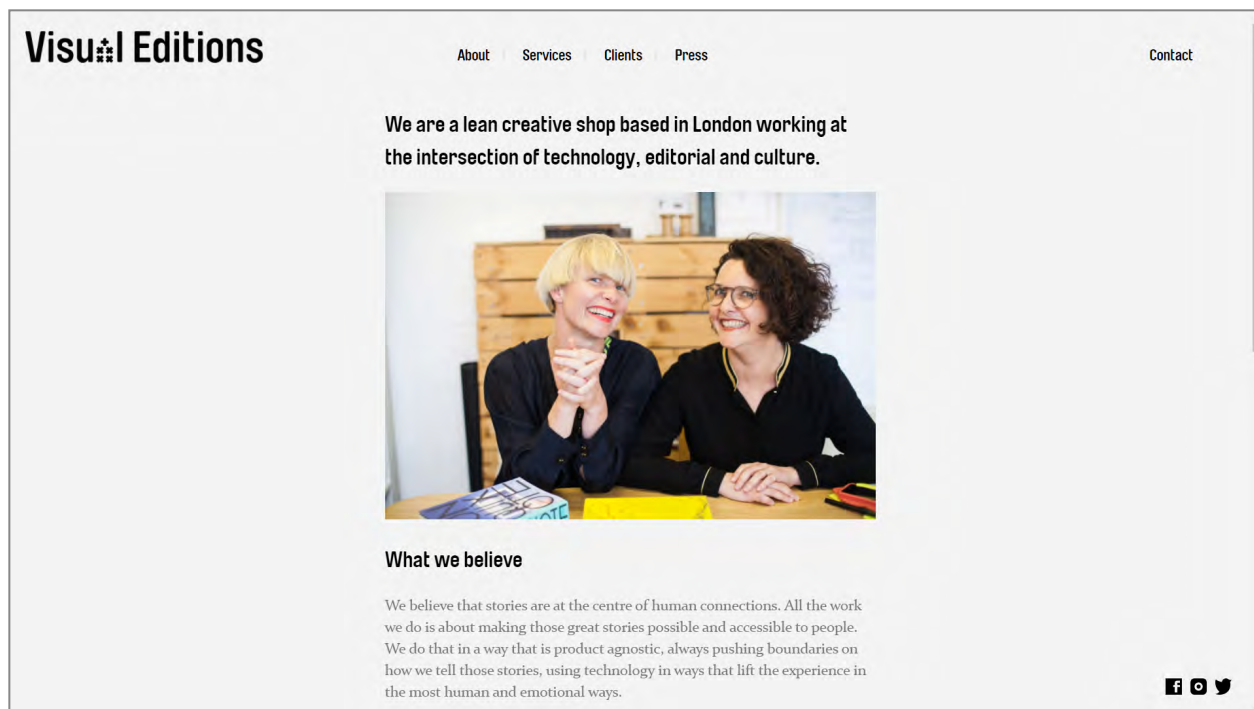 Visual Editions
About
Services
Clients
Press
Contact
We are a lean creative shop based in London working at
the intersection of technology, editorial and culture.
What we believe
We believe that stories are at the centre of human connections. All the work
we do is about making those great stories possible and accessible to people.
We do that in a way that is product agnostic, always pushing boundaries on
how we tell those stories, using technology in ways that lift the experience in
the most human and emotional ways.